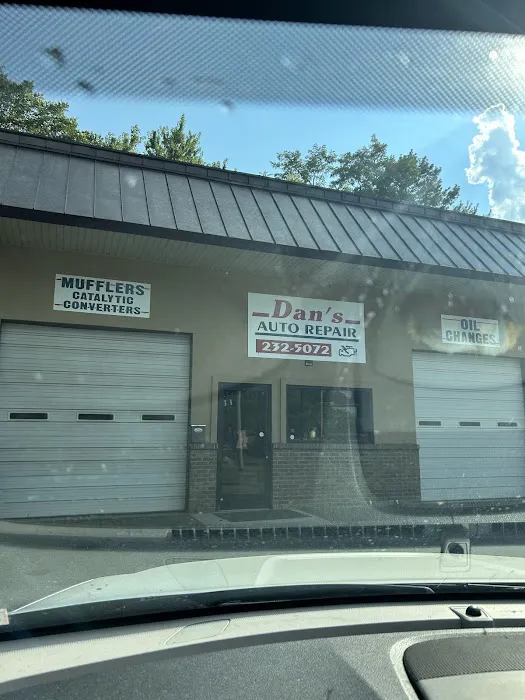 MUFFLERS
CATALYTIC
CONVERTERS
Dan's
AUTO REPAIR
232-5072
OIL
CHANGES